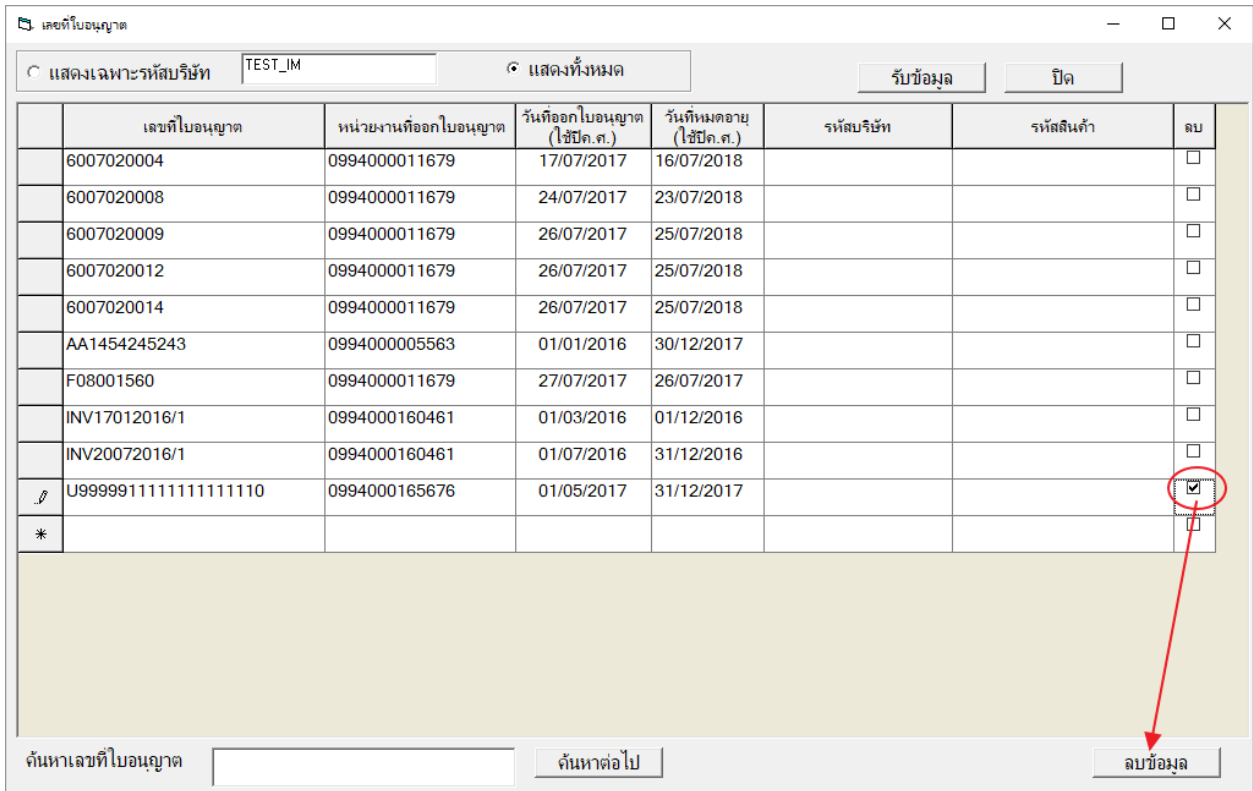 เลขที่ใบอนุญาต
แสดงเฉพาะรหัสบริษัท TEST_IM แสดงทั้งหมด รับข้อมูล ปิด
เลขที่ใบอนุญาต หน่วยงานที่ออกใบอนุญาต วันที่ออกใบอนุญาต (ใช้ปีค.ศ.) วันที่หมดอายุ (ใช้ปีค.ศ.) รหัสบริษัท รหัสสินค้า ลบ
6007020004 0994000011679 17/07/2017 16/07/2018
6007020008 0994000011679 24/07/2017 23/07/2018
6007020009 0994000011679 26/07/2017 25/07/2018
6007020012 0994000011679 26/07/2017 25/07/2018
6007020014 0994000011679 26/07/2017 25/07/2018
AA1454245243 0994000005563 01/01/2016 30/12/2017
F08001560 0994000011679 27/07/2017 26/07/2017
INV17012016/1 0994000160461 01/03/2016 01/12/2016
INV20072016/1 0994000160461 01/07/2016 31/12/2016
U9999911111111111110 0994000165676 01/05/2017 31/12/2017
ค้นหาเลขที่ใบอนุญาต ค้นหาต่อไป ลบข้อมูล